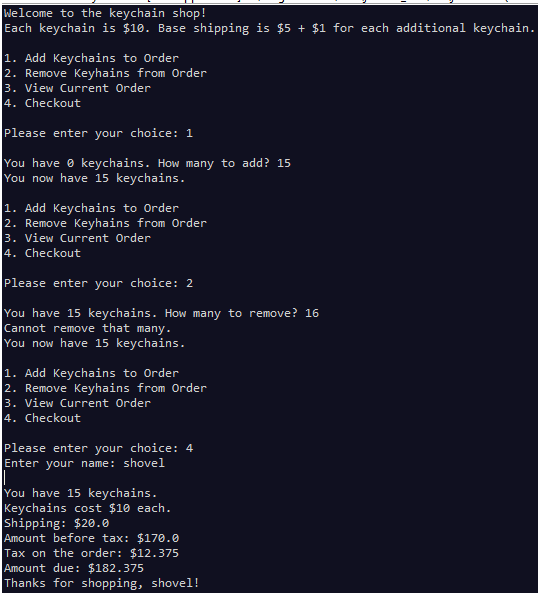 Welcome to the keychain shop!
Each keychain is $10. Base shipping is $5 + $1 for each additional keychain.
1. Add Keychains to Order
2. Remove Keyhains from Order
3. View Current Order
4. Checkout
Please enter your choice: 1
You have 0 keychains. How many to add? 15
You now have 15 keychains.
1. Add Keychains to Order
2. Remove Keyhains from Order
3. View Current Order
4. Checkout
Please enter your choice: 2
You have 15 keychains. How many to remove? 16
Cannot remove that many.
You now have 15 keychains.
1. Add Keychains to Order
2. Remove Keyhains from Order
3. View Current Order
4. Checkout
Please enter your choice: 4
Enter your name: shovel
You have 15 keychains.
Keychains cost $10 each.
Shipping: $20.0
Amount before tax: $170.0
Tax on the order: $12.375
Amount due: $182.375
Thanks for shopping, shovel!